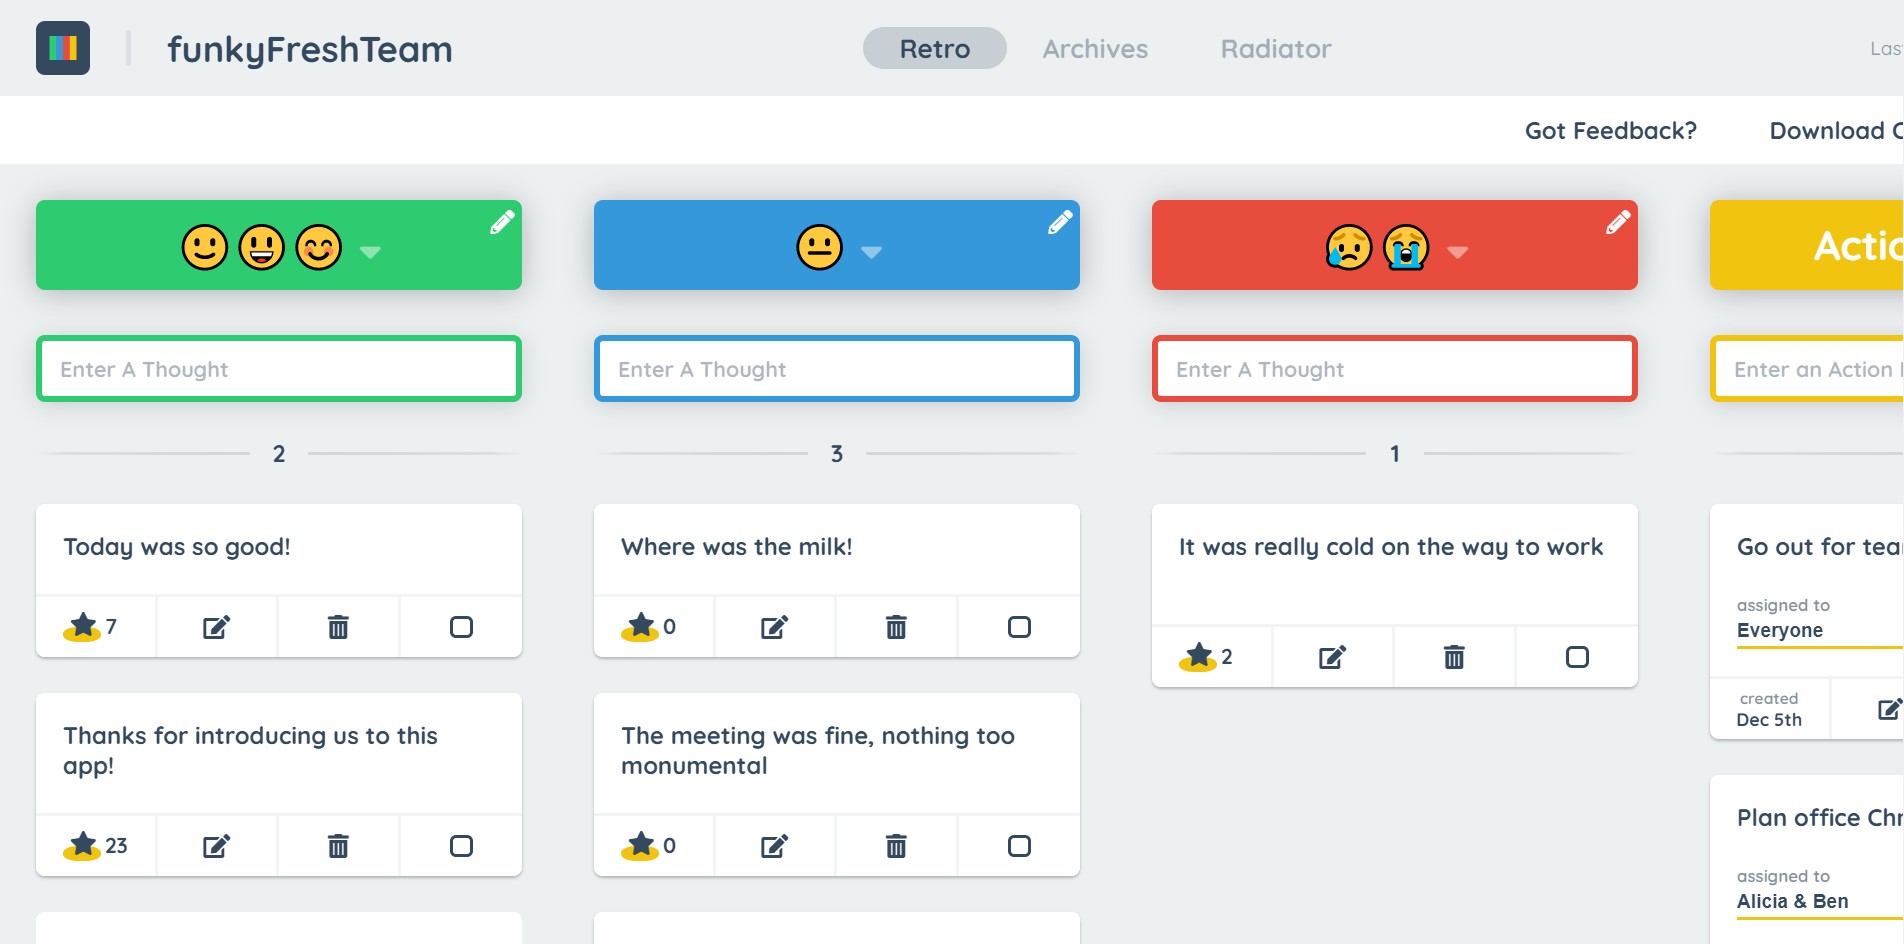 funkyFreshTeam
Retro
Archives
Radiator
Las
Got Feedback?
Download C
Actio
Enter A Thought
Enter A Thought
Enter A Thought
Enter an Action
2
3
1
Today was so good!
7
Thanks for introducing us to this
app!
23
Where was the milk!
0
The meeting was fine, nothing too
monumental
0
It was really cold on the way to work
2
Go out for tea
assigned to
Everyone
created
Dec 5th
Plan office Chr
assigned to
Alicia & Ben